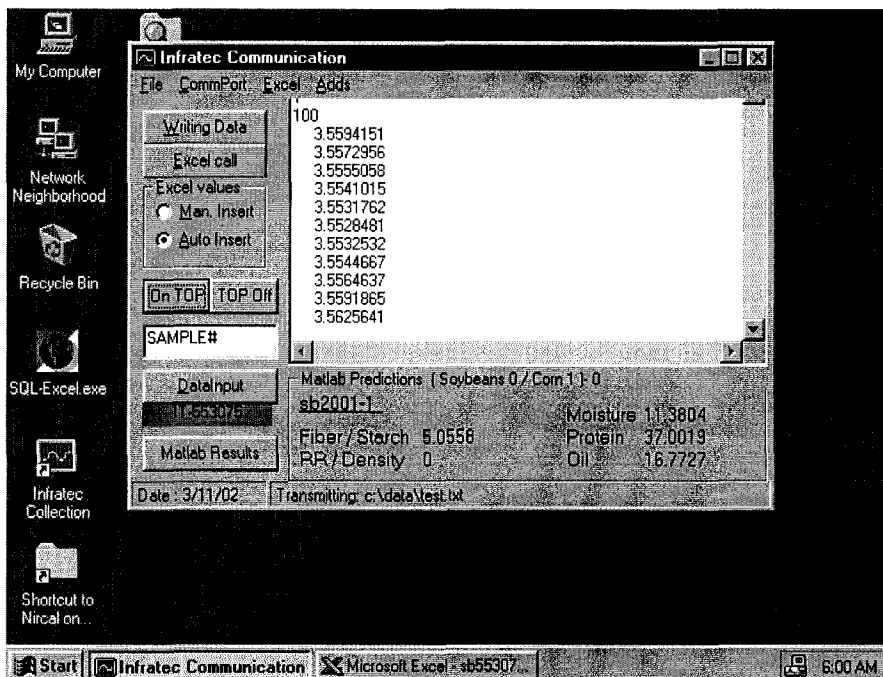 My Computer
Network
Neighborhood
Recycle Bin
SQL-Excel.exe
Infratec
Collection
Shortcut to
Nircal on...
Infratec Communication
File CommPort Excel Adds
Writing Data
Excel call
Excel values
Man. Insert
Auto Insert
On TOP TOP Off
SAMPLE#
DataInput
IT-553075
Matlab Results
100
3.5594151
3.5572956
3.5555058
3.5541015
3.5531762
3.5528481
3.5532532
3.5544667
3.5564637
3.5591865
3.5625641
Matlab Predictions [ Soybeans 0 / Corn 1 ]- 0
sb2001-1
Moisture 11.3804
Fiber / Starch 5.0558 Protein 37.0019
RR / Density 0 Oil 16.7727
Date : 3/11/02 Transmitting: c:\data\test.txt
Start Infratec Communication Microsoft Excel - sb55307... 6:00 AM